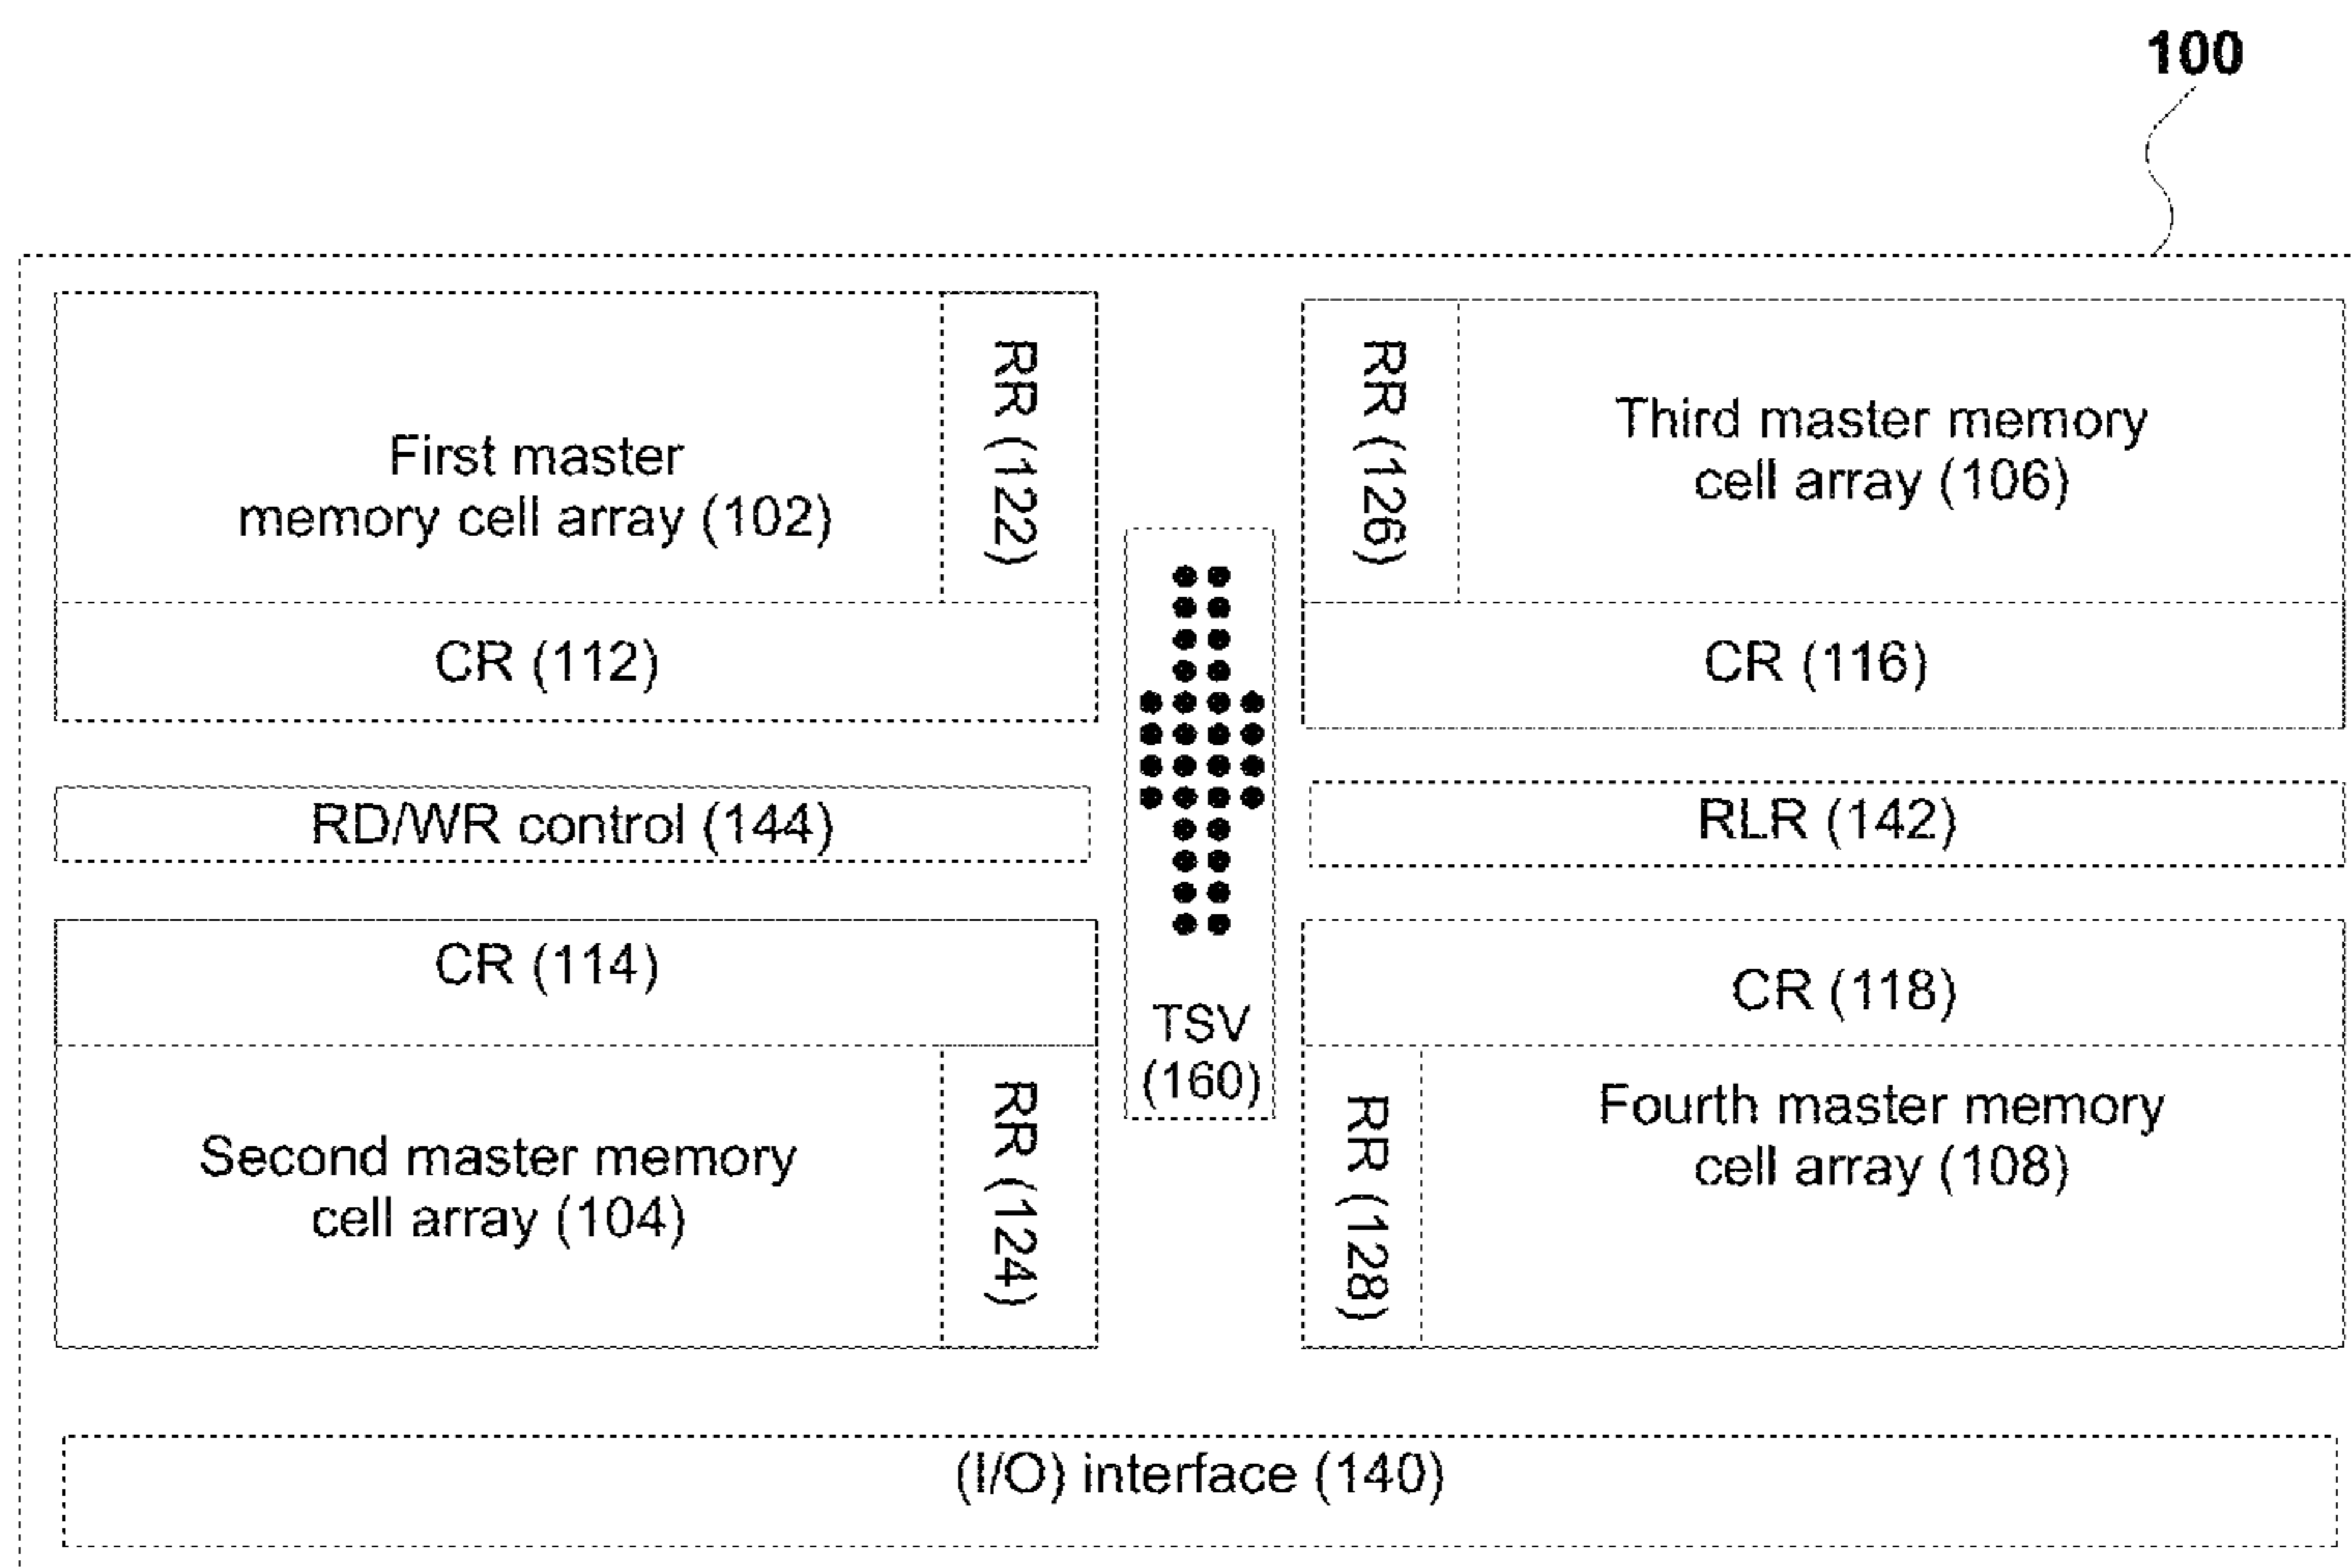 100
First master
memory cell array (102)
RR (122)
CR (112)
RR (126)
Third master memory
cell array (106)
CR (116)
RD/WR control (144)
RLR (142)
CR (114)
Second master memory
cell array (104)
RR (124)
TSV
(160)
CR (118)
RR (128)
Fourth master memory
cell array (108)
(I/O) interface (140)